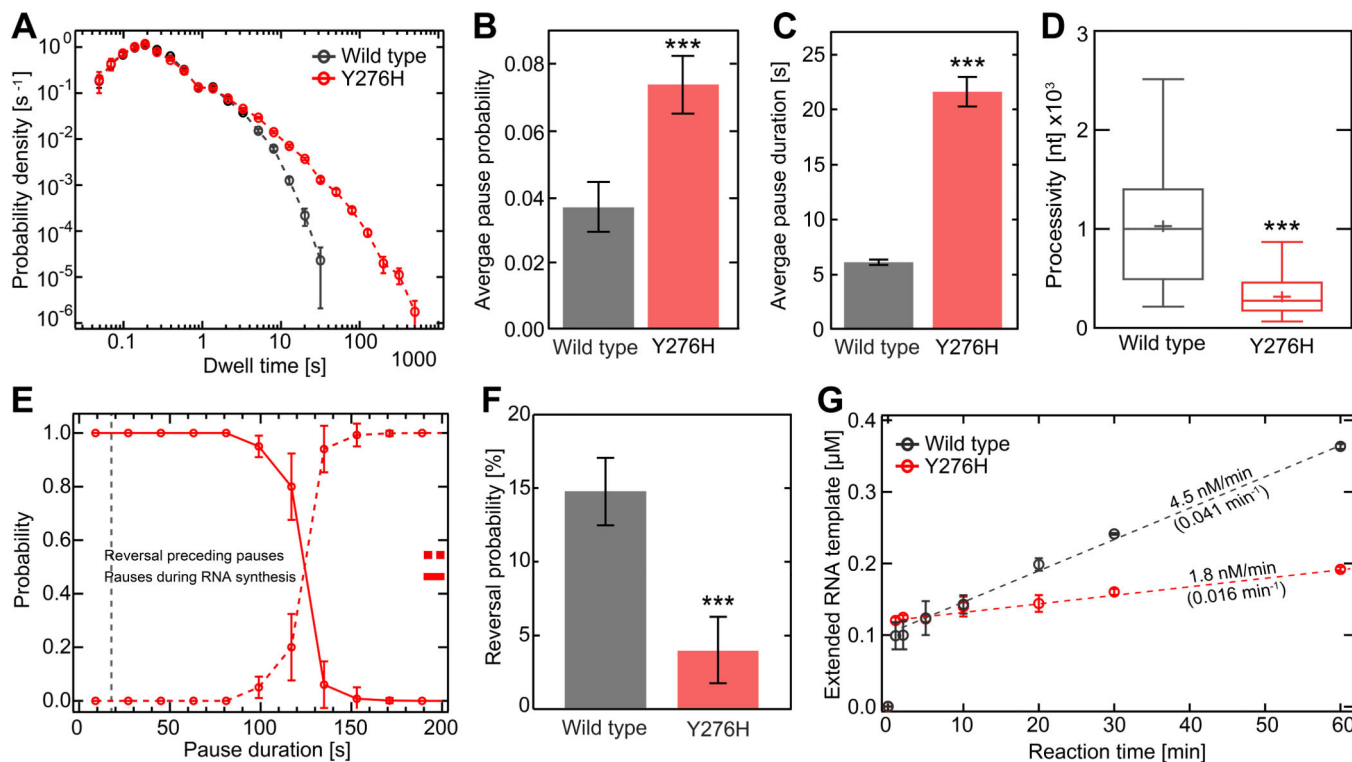 A
Probability density [s⁻¹]
10⁰
10⁻¹
10⁻²
10⁻³
10⁻⁴
10⁻⁵
10⁻⁶
Wild type
Y276H
0.1
1
10
100
1000
Dwell time [s]
B
Avergae pause probability
0.08
0.06
0.04
0.02
0.00
***
Wild type
Y276H
C
Avergae pause duration [s]
25
20
15
10
5
0
***
Wild type
Y276H
D
Processivity [nt] x10³
3
2
1
0
***
Wild type
Y276H
E
Probability
1.0
0.8
0.6
0.4
0.2
0.0
Reversal preceding pauses
Pauses during RNA synthesis
0
50
100
150
200
Pause duration [s]
F
Reversal probability [%]
20
15
10
5
0
***
Wild type
Y276H
G
Extended RNA template [µM]
0.4
0.3
0.2
0.1
0.0
Wild type
Y276H
4.5 nM/min
(0.041 min⁻¹)
1.8 nM/min
(0.016 min⁻¹)
0
10
20
30
40
50
60
Reaction time [min]